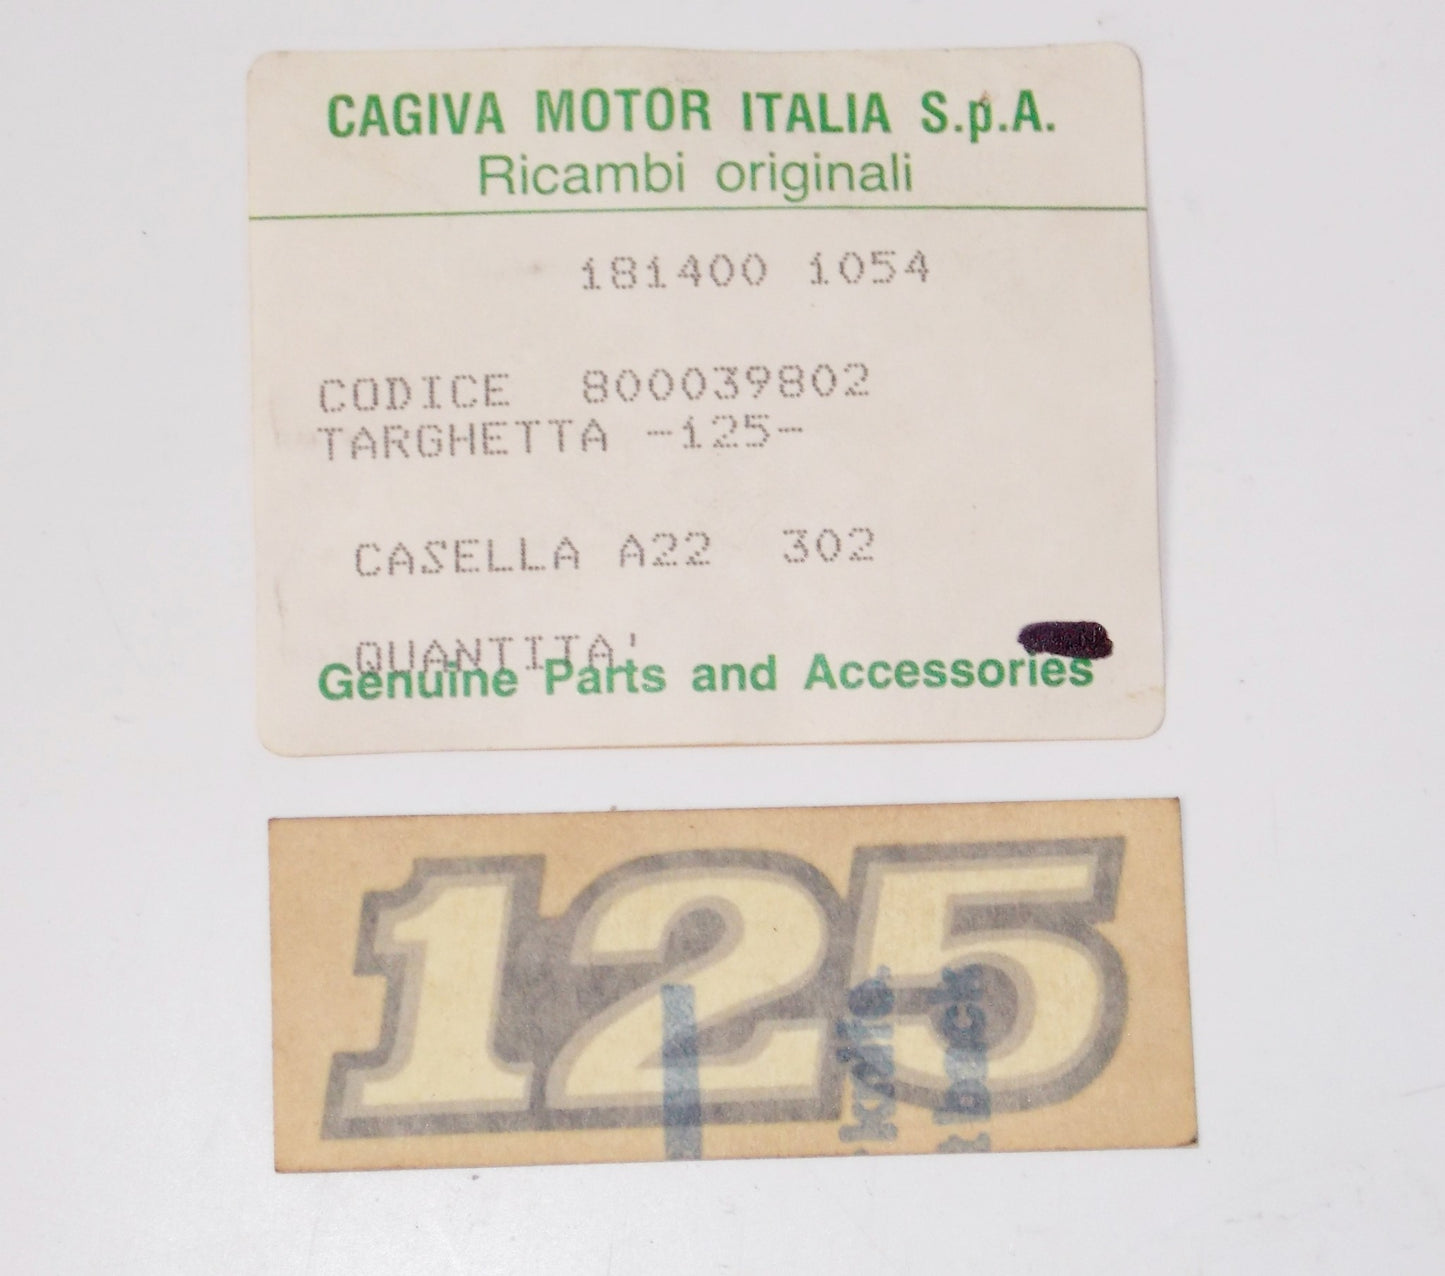 CAGIVA MOTOR ITALIA S.p.A.
Ricambi originali
181400 1054
CODICE 800039802
TARGHETTA -125-
CASELLA A22 302
QUANTITA'
Genuine Parts and Accessories
125
back